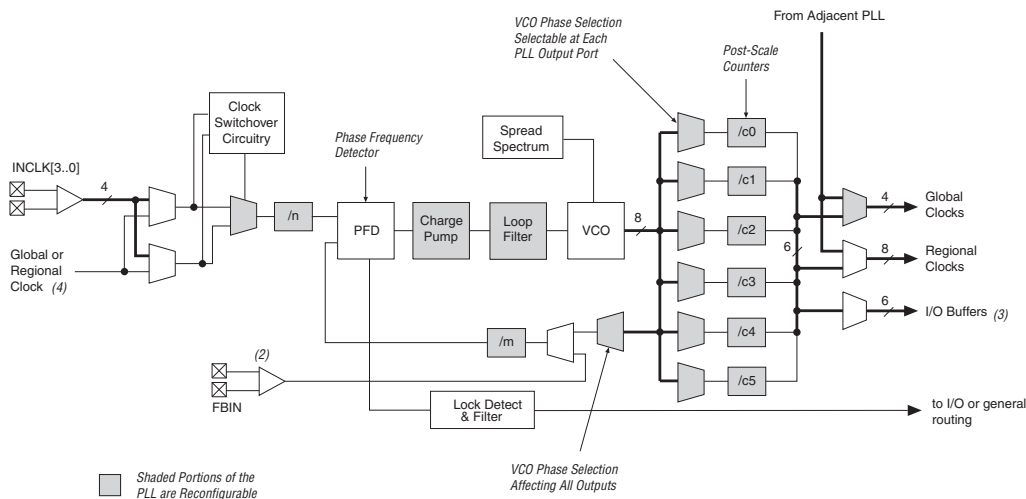 From Adjacent PLL
VCO Phase Selection
Selectable at Each
PLL Output Port
Post-Scale
Counters
Clock
Switchover
Circuitry
Phase Frequency
Detector
Spread
Spectrum
INCLK[3..0]
4
/n
PFD
Charge
Pump
Loop
Filter
VCO
8
/c0
/c1
/c2
/c3
/c4
/c5
6
4
Global
Clocks
8
Regional
Clocks
6
I/O Buffers (3)
Global or
Regional
Clock (4)
/m
(2)
FBIN
Lock Detect
& Filter
to I/O or general
routing
VCO Phase Selection
Affecting All Outputs
Shaded Portions of the
PLL are Reconfigurable